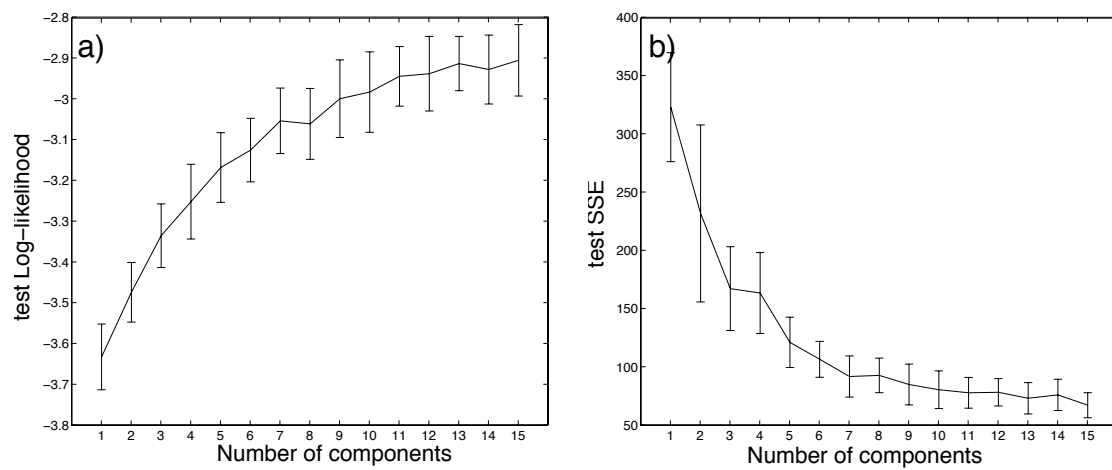 a)
−2.8
−2.9
−3
−3.1
−3.2
−3.3
−3.4
−3.5
−3.6
−3.7
−3.8
test Log−likelihood
1 2 3 4 5 6 7 8 9 10 11 12 13 14 15
Number of components
b)
400
350
300
250
200
150
100
50
test SSE
1 2 3 4 5 6 7 8 9 10 11 12 13 14 15
Number of components